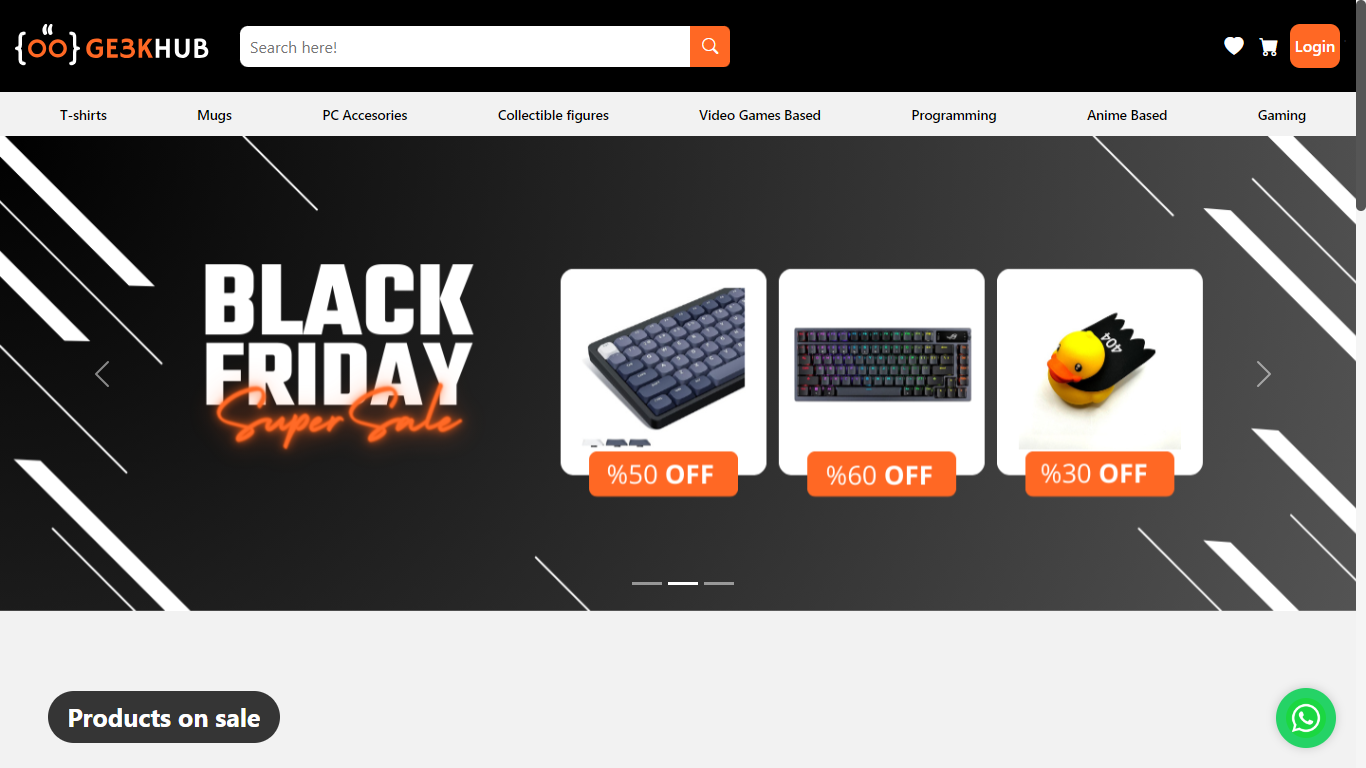 GE3KHUB
Search here!
Login
T-shirts
Mugs
PC Accesories
Collectible figures
Video Games Based
Programming
Anime Based
Gaming
BLACK
FRIDAY
Super Sale
404
%50 OFF
%60 OFF
%30 OFF
Products on sale